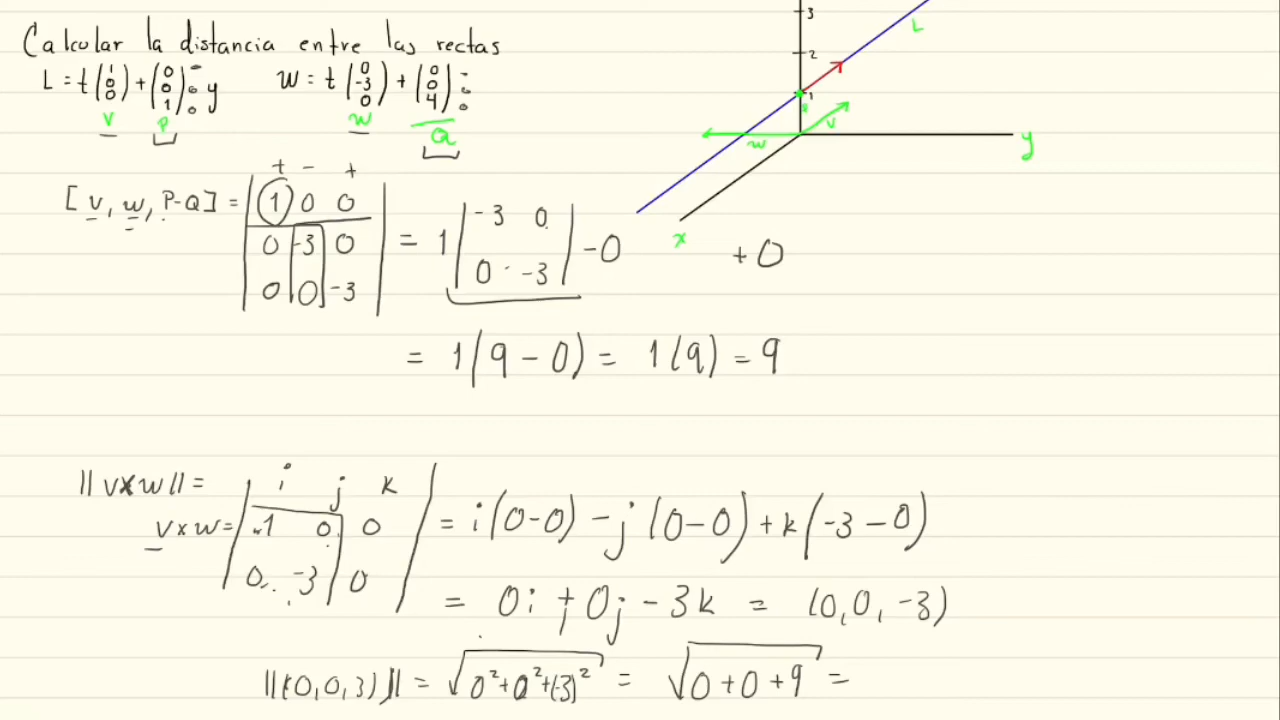 Calcular la distancia entre las rectas
L = t (1 0 0) + (0 0 1) y W = t (0 -3 0) + (0 0 4)
V P w Q
3
2
1
L
V
w
y
x
+ - +
[v, w, P-Q] = | 1 0 0 | = 1 | -3 0 | -0 +0
| 0 -3 0 | | 0 -3 |
| 0 0 -3 |
= 1(9 - 0) = 1(9) = 9
||v×w|| = | i j k |
v×w = | 1 0 0 | = i(0-0) - j(0-0) + k(-3-0)
| 0 -3 0 |
= 0i + 0j - 3k = (0, 0, -3)
||(0,0,3)|| = √0²+0²+(-3)² = √0+0+9 =